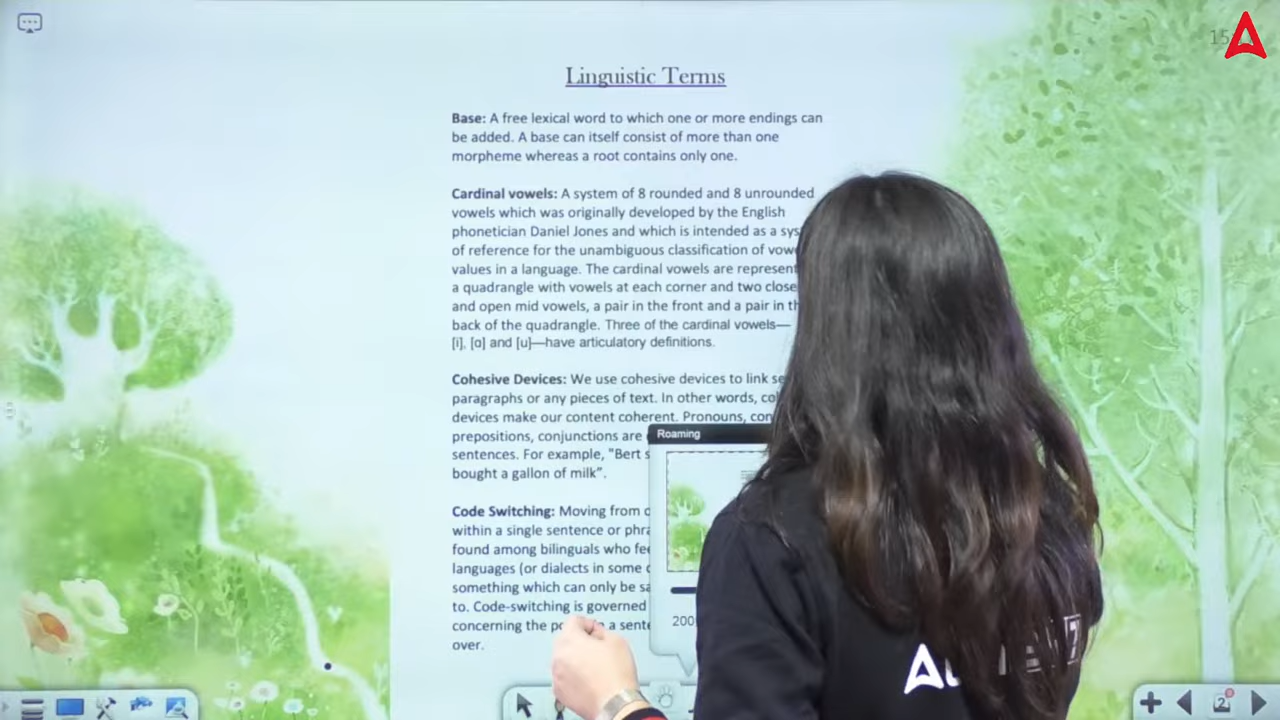 15
Linguistic Terms
Base: A free lexical word to which one or more endings can
be added. A base can itself consist of more than one
morpheme whereas a root contains only one.
Cardinal vowels: A system of 8 rounded and 8 unrounded
vowels which was originally developed by the English
phonetician Daniel Jones and which is intended as a sys
of reference for the unambiguous classification of vowe
values in a language. The cardinal vowels are represent
a quadrangle with vowels at each corner and two close
and open mid vowels, a pair in the front and a pair in th
back of the quadrangle. Three of the cardinal vowels—
[i], [ɑ] and [u]—have articulatory definitions.
Cohesive Devices: We use cohesive devices to link se
paragraphs or any pieces of text. In other words, co
devices make our content coherent. Pronouns, con
prepositions, conjunctions are
sentences. For example, "Bert s
bought a gallon of milk".
Code Switching: Moving from o
within a single sentence or phra
found among bilinguals who fee
languages (or dialects in some c
something which can only be sa
to. Code-switching is governed
concerning the po a sente
over.
Roaming
200
2